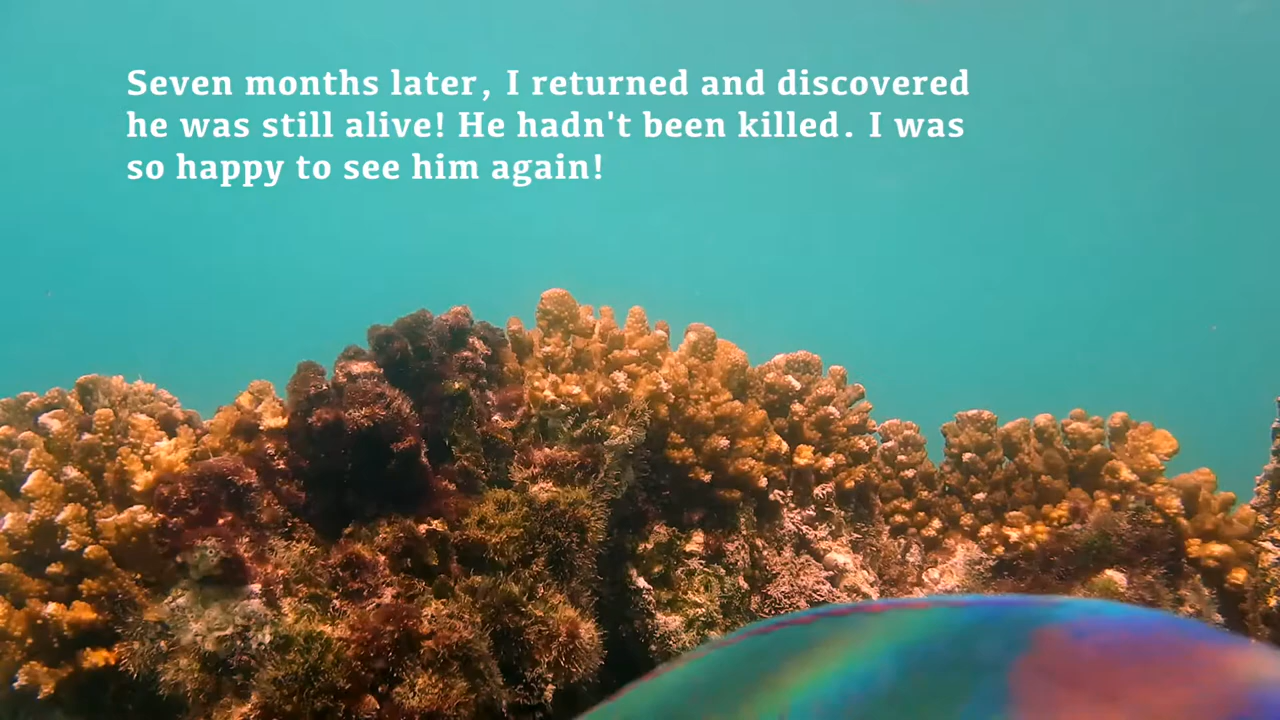 Seven months later, I returned and discovered
he was still alive! He hadn't been killed. I was
so happy to see him again!